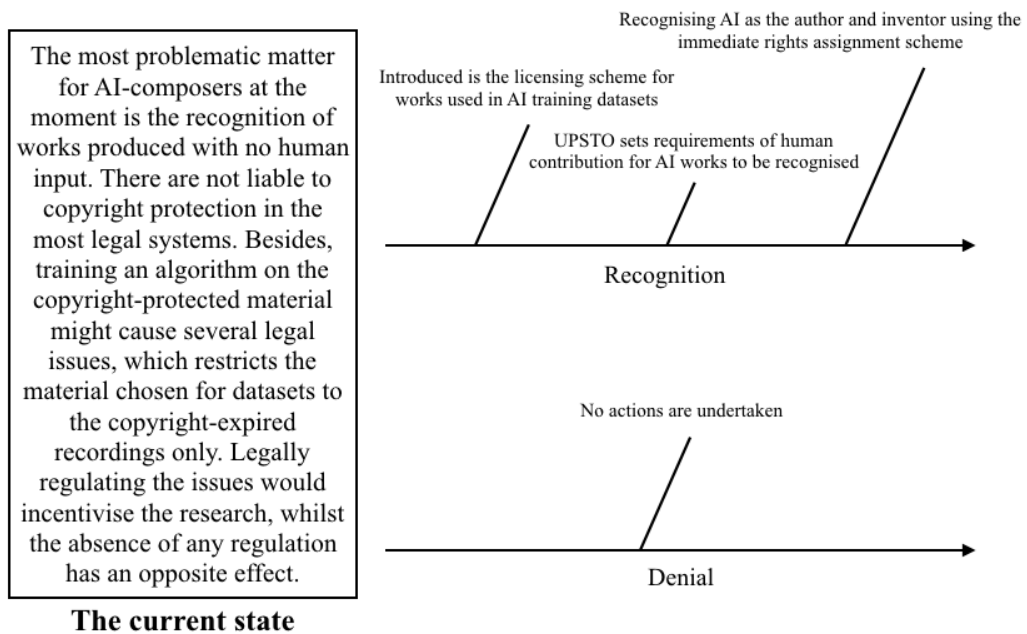 The most problematic matter
for AI-composers at the
moment is the recognition of
works produced with no human
input. There are not liable to
copyright protection in the
most legal systems. Besides,
training an algorithm on the
copyright-protected material
might cause several legal
issues, which restricts the
material chosen for datasets to
the copyright-expired
recordings only. Legally
regulating the issues would
incentivise the research, whilst
the absence of any regulation
has an opposite effect.
The current state
Recognising AI as the author and inventor using the
immediate rights assignment scheme
Introduced is the licensing scheme for
works used in AI training datasets
UPSTO sets requirements of human
contribution for AI works to be recognised
Recognition
No actions are undertaken
Denial